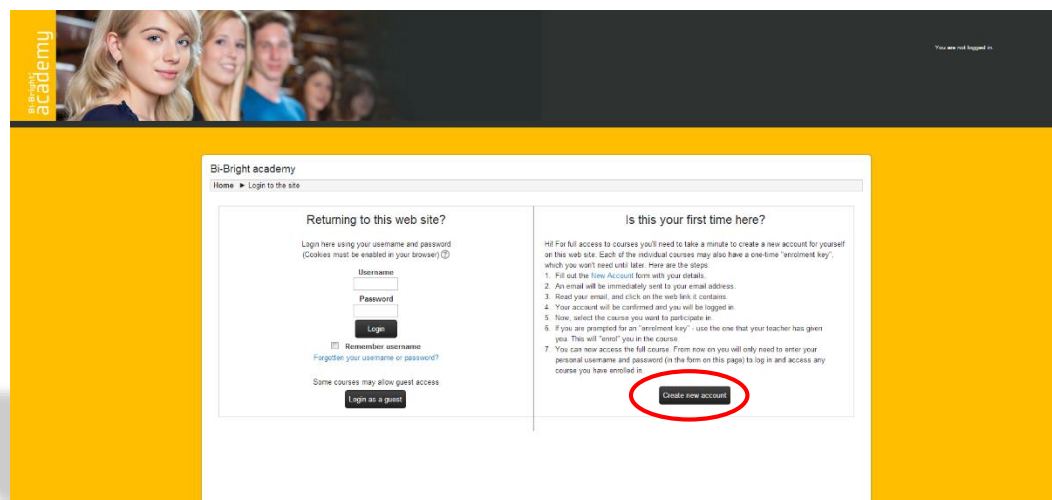 Bi-Bright
academy
You are not logged in.
Bi-Bright academy
Home ► Login to the site
Returning to this web site?
Login here using your username and password
(Cookies must be enabled in your browser) ?
Username
Password
Login
Remember username
Forgotten your username or password?
Some courses may allow guest access
Login as a guest
Is this your first time here?
Hi! For full access to courses you'll need to take a minute to create a new account for yourself
on this web site. Each of the individual courses may also have a one-time "enrolment key",
which you won't need until later. Here are the steps:
1. Fill out the New Account form with your details.
2. An email will be immediately sent to your email address.
3. Read your email, and click on the web link it contains.
4. Your account will be confirmed and you will be logged in.
5. Now, select the course you want to participate in.
6. If you are prompted for an "enrolment key" - use the one that your teacher has given
you. This will "enrol" you in the course.
7. You can now access the full course. From now on you will only need to enter your
personal username and password (in the form on this page) to log in and access any
course you have enrolled in.
Create new account